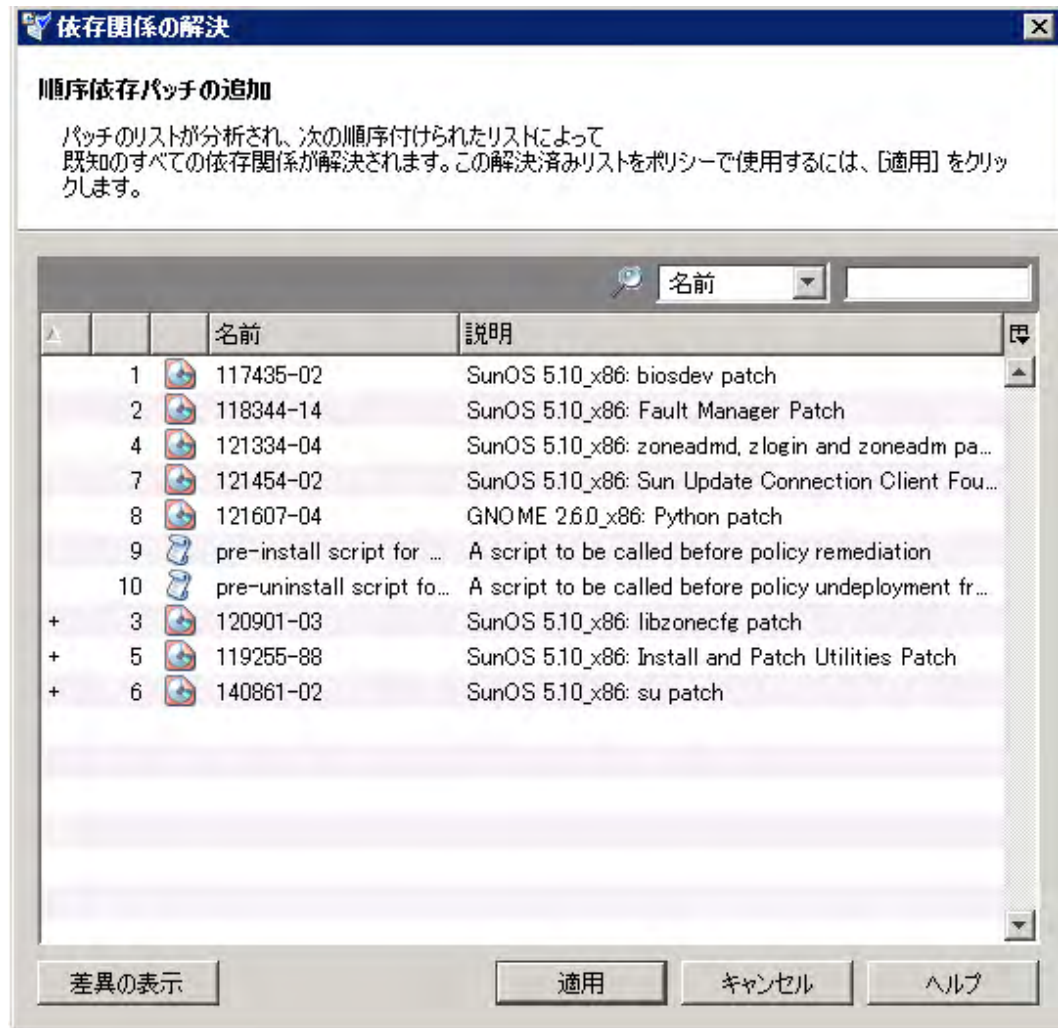 依存関係の解決
順序依存パッチの追加
パッチのリストが分析され、次の順序付けられたリストによって
既知のすべての依存関係が解決されます。この解決済みリストをポリシーで使用するには、[適用] をクリッ
クします。
名前
名前 説明
1 117435-02 SunOS 5.10_x86: biosdev patch
2 118344-14 SunOS 5.10_x86: Fault Manager Patch
4 121334-04 SunOS 5.10_x86: zoneadmd, zlogin and zoneadm pa...
7 121454-02 SunOS 5.10_x86: Sun Update Connection Client Fou...
8 121607-04 GNOME 2.6.0_x86: Python patch
9 pre-install script for ... A script to be called before policy remediation
10 pre-uninstall script fo... A script to be called before policy undeployment fr...
+ 3 120901-03 SunOS 5.10_x86: libzonecfg patch
+ 5 119255-88 SunOS 5.10_x86: Install and Patch Utilities Patch
+ 6 140861-02 SunOS 5.10_x86: su patch
差異の表示 適用 キャンセル ヘルプ